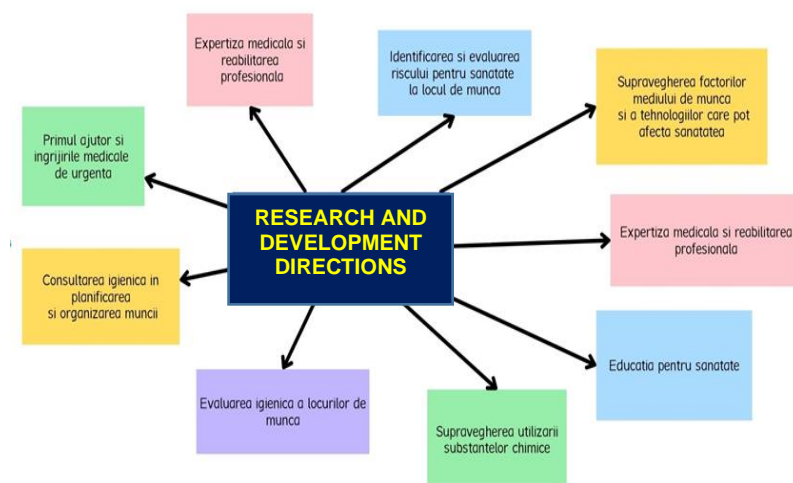 Expertiza medicala si
reabilitarea
profesionala
Identificarea si evaluarea
riscului pentru sanatate
la locul de munca
Supravegherea factorilor
mediului de munca
si a tehnologiilor care pot
afecta sanatatea
Primul ajutor si
ingrijirile medicale
de urgenta
RESEARCH AND
DEVELOPMENT
DIRECTIONS
Expertiza medicala si reabilitarea
profesionala
Consultarea igienica in
planificarea
si organizarea muncii
Educatia pentru sanatate
Evaluarea igienica a locurilor de
munca
Supravegherea utilizarii
substantelor chimice